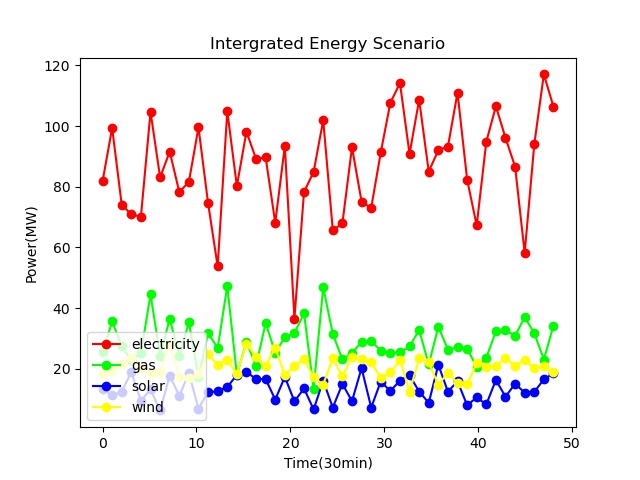 Intergrated Energy Scenario
120
100
80
60
40
20
Power(MW)
electricity
gas
solar
wind
0
10
20
30
40
50
Time(30min)